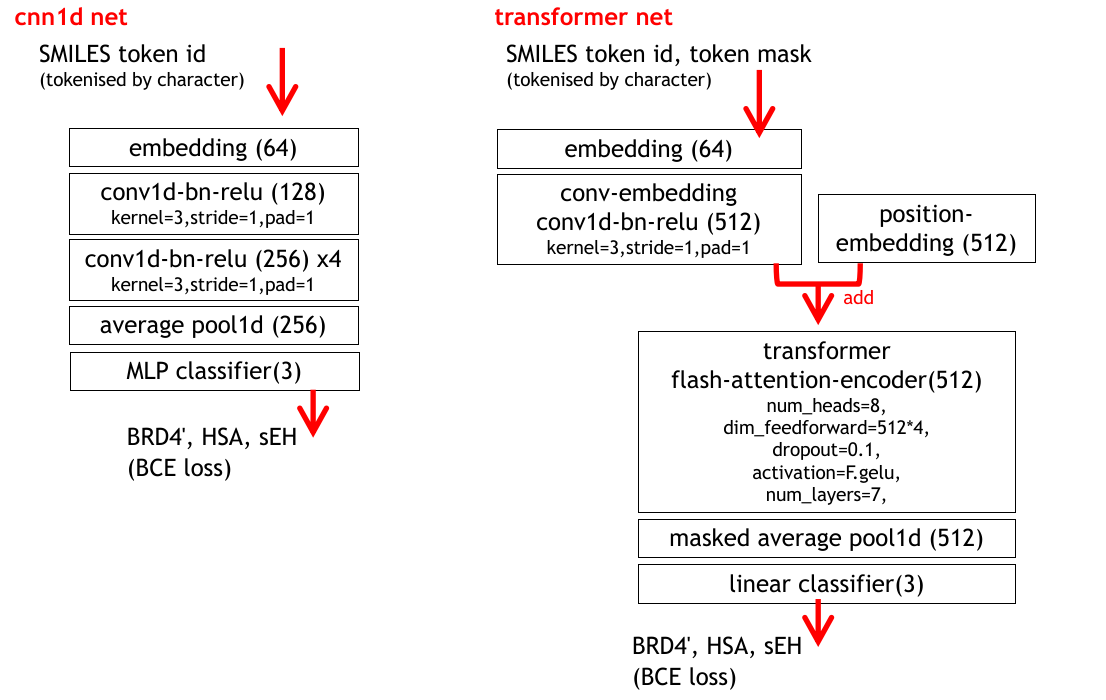 cnn1d net
SMILES token id
(tokenised by character)
embedding (64)
conv1d-bn-relu (128)
kernel=3,stride=1,pad=1
conv1d-bn-relu (256) x4
kernel=3,stride=1,pad=1
average pool1d (256)
MLP classifier(3)
BRD4', HSA, sEH
(BCE loss)
transformer net
SMILES token id, token mask
(tokenised by character)
embedding (64)
conv-embedding
conv1d-bn-relu (512)
kernel=3,stride=1,pad=1
position-
embedding (512)
add
transformer
flash-attention-encoder(512)
num_heads=8,
dim_feedforward=512*4,
dropout=0.1,
activation=F.gelu,
num_layers=7,
masked average pool1d (512)
linear classifier(3)
BRD4', HSA, sEH
(BCE loss)